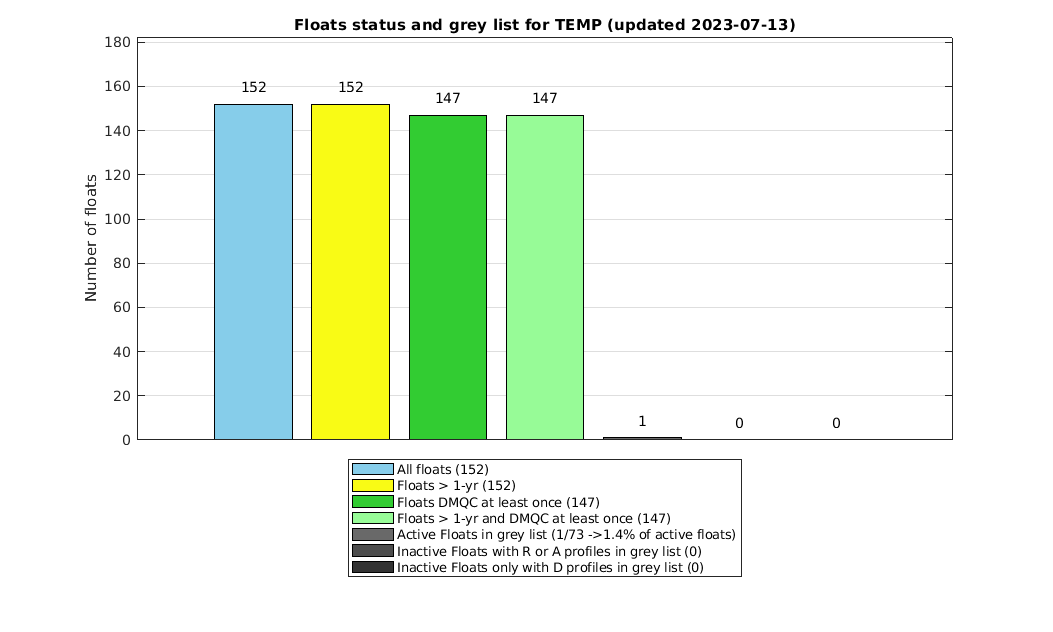 Floats status and grey list for TEMP (updated 2023-07-13)
Number of floats
180
160
140
120
100
80
60
40
20
0
152
152
147
147
1
0
0
All floats (152)
Floats > 1-yr (152)
Floats DMQC at least once (147)
Floats > 1-yr and DMQC at least once (147)
Active Floats in grey list (1/73 ->1.4% of active floats)
Inactive Floats with R or A profiles in grey list (0)
Inactive Floats only with D profiles in grey list (0)